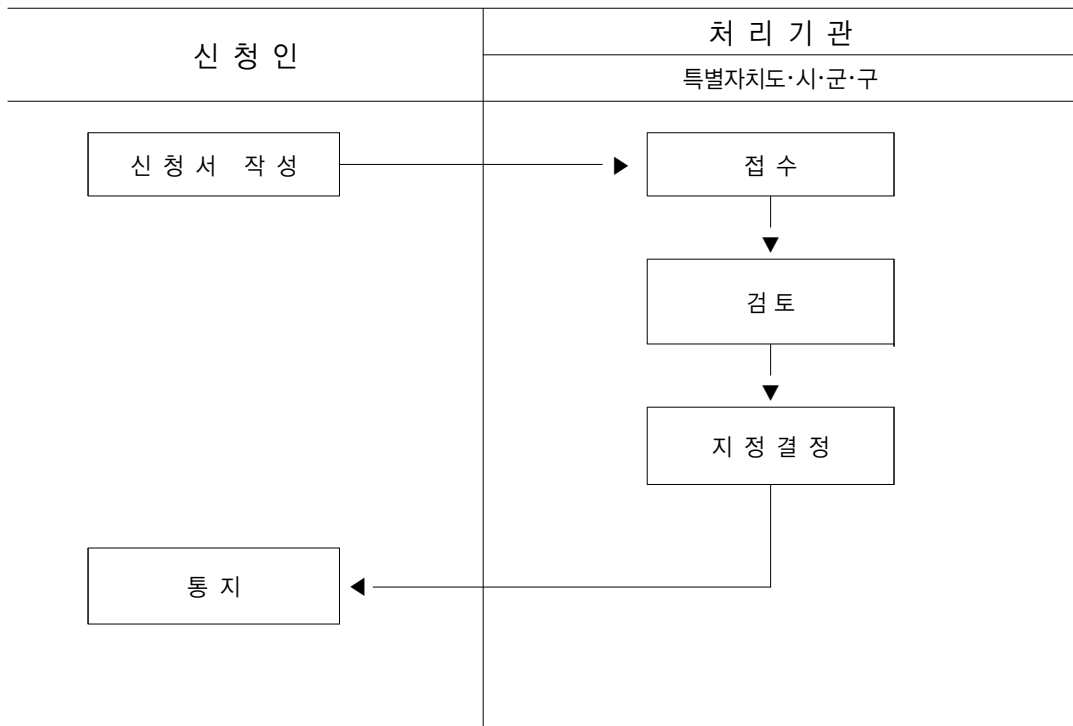 신 청 인
처 리 기 관
특별자치도·시·군·구
신 청 서 작 성
접 수
검 토
지 정 결 정
통 지